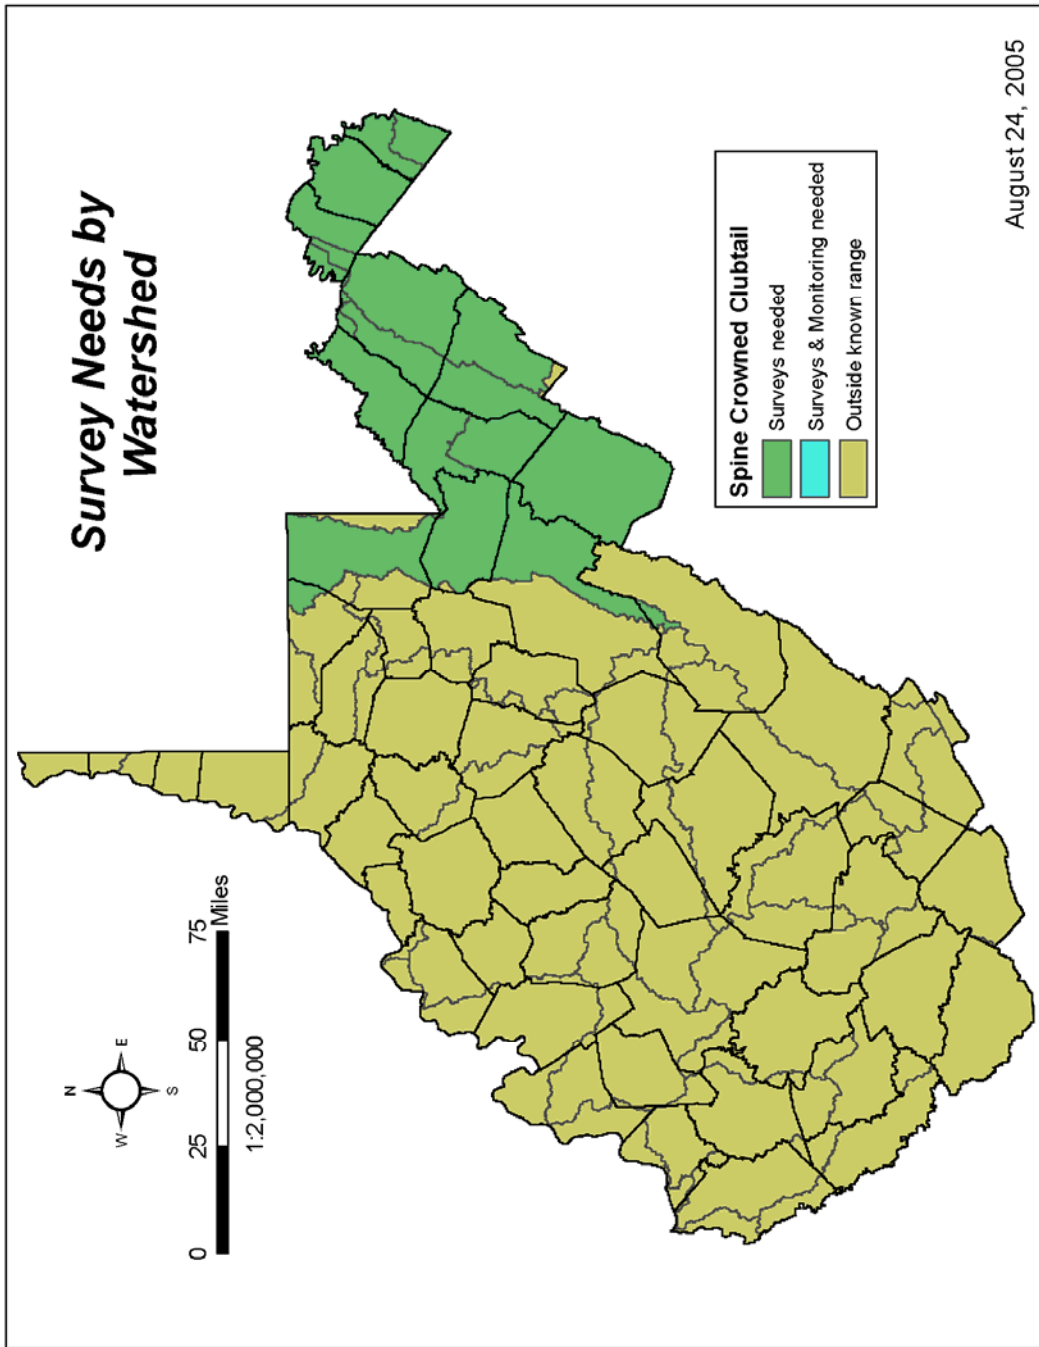 Survey Needs by
Watershed
N
W
E
S
0
25
50
75
Miles
1:2,000,000
Spine Crowned Clubtail
Surveys needed
Surveys & Monitoring needed
Outside known range
August 24, 2005